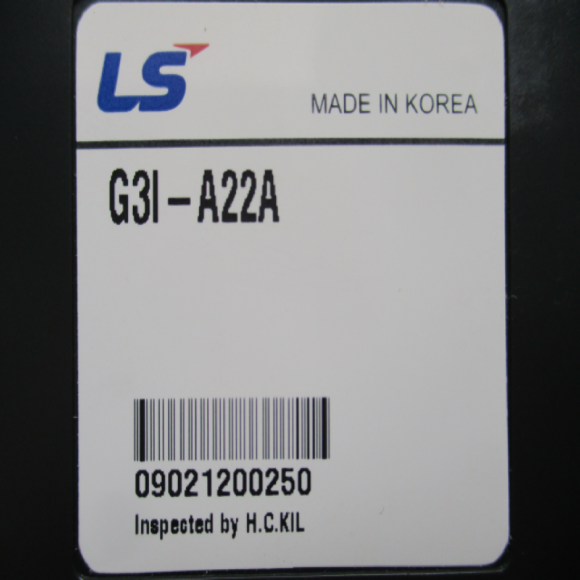 LS
MADE IN KOREA
G3I-A22A
09021200250
Inspected by H.C.KIL